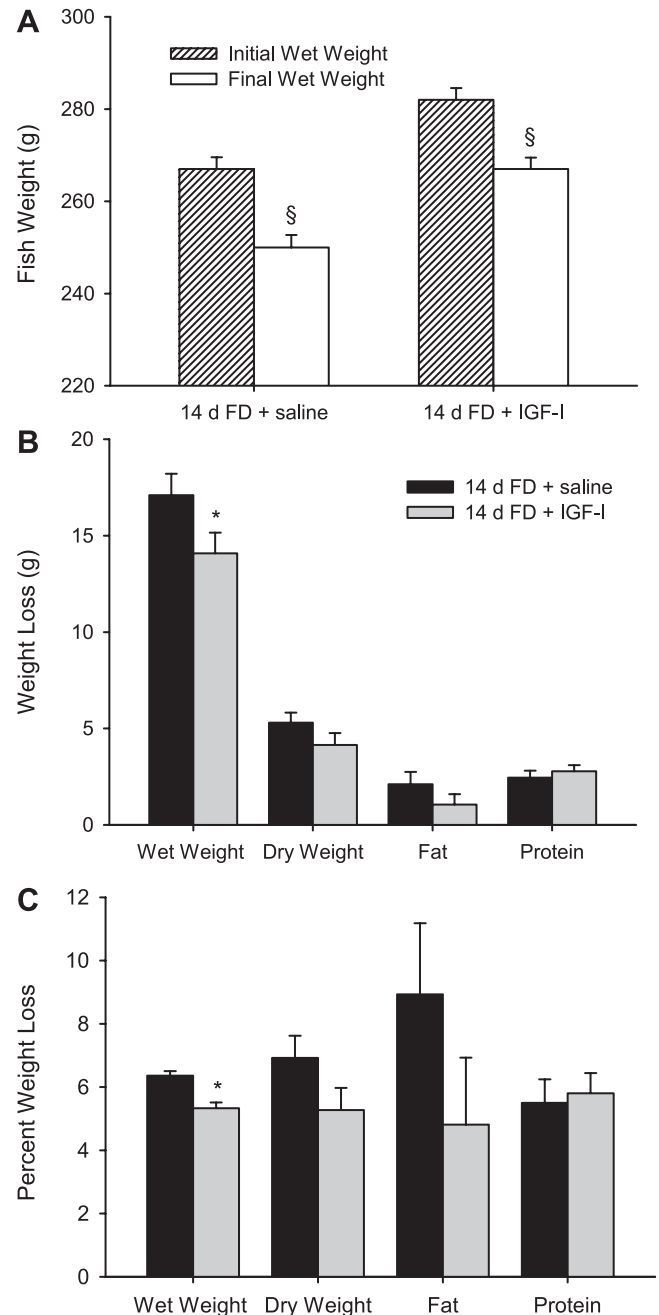 A
300
280
260
240
220
Fish Weight (g)
Initial Wet Weight
Final Wet Weight
§
§
14 d FD + saline
14 d FD + IGF-I
B
20
15
10
5
0
Weight Loss (g)
14 d FD + saline
14 d FD + IGF-I
*
Wet Weight
Dry Weight
Fat
Protein
C
12
10
8
6
4
2
0
Percent Weight Loss
*
Wet Weight
Dry Weight
Fat
Protein